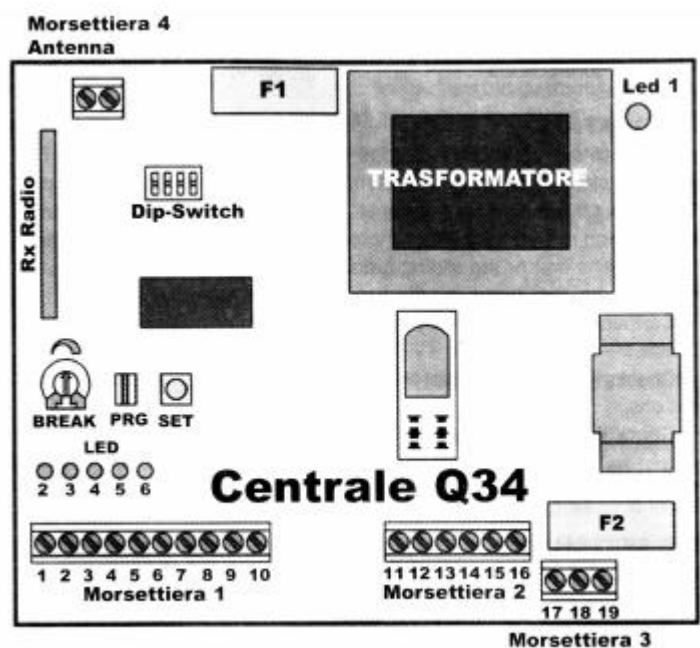 Morsettiera 4
Antenna
F1
Led 1
TRASFORMATORE
Dip-Switch
Rx Radio
BREAK PRG SET
LED
2 3 4 5 6
Centrale Q34
F2
1 2 3 4 5 6 7 8 9 10
Morsettiera 1
11 12 13 14 15 16
Morsettiera 2
17 18 19
Morsettiera 3